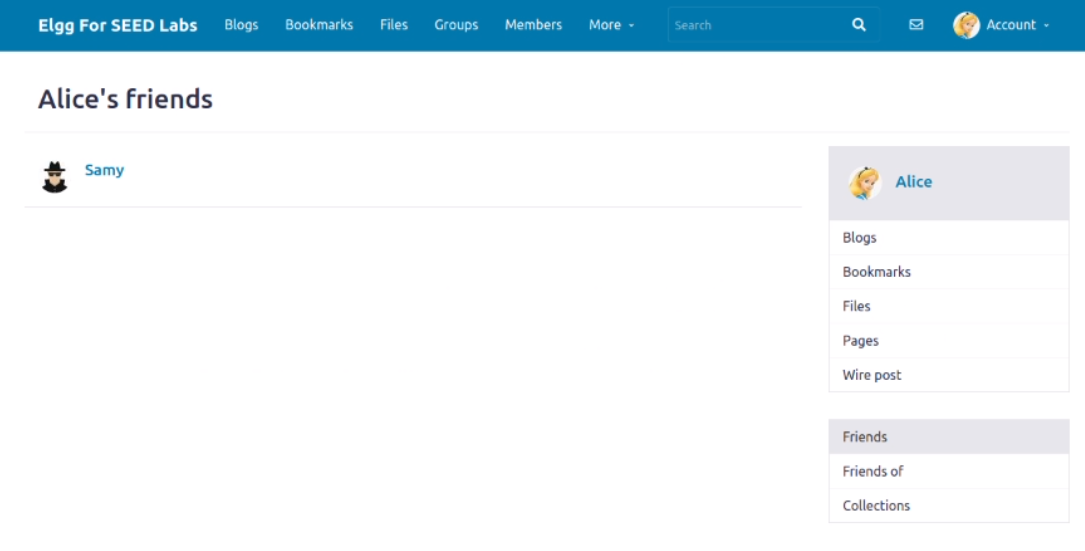 Elgg For SEED Labs Blogs Bookmarks Files Groups Members More Search Account
Alice's friends
Samy
Alice
Blogs
Bookmarks
Files
Pages
Wire post
Friends
Friends of
Collections